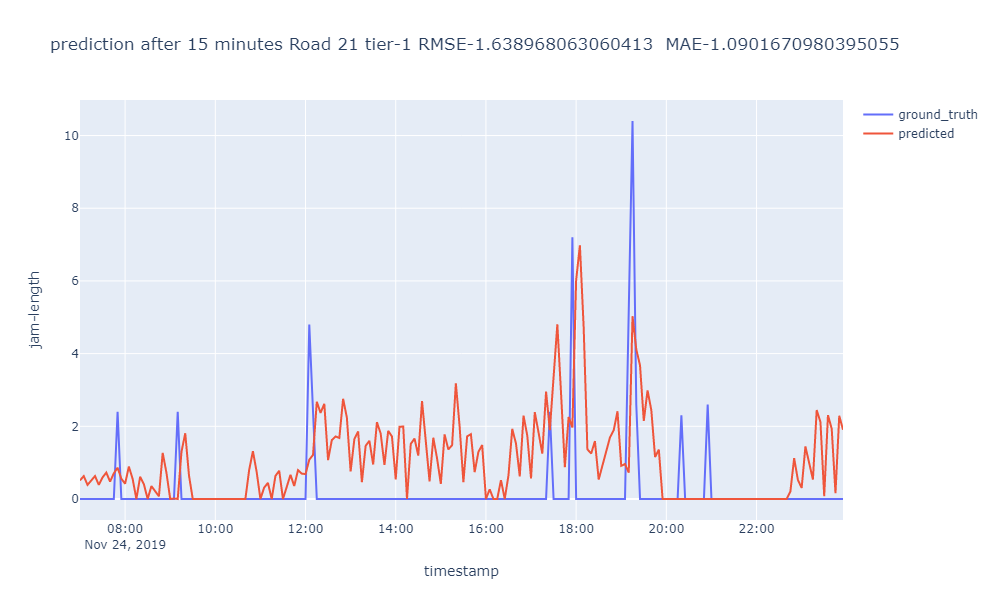 prediction after 15 minutes Road 21 tier-1 RMSE-1.638968063060413  MAE-1.0901670980395055
ground_truth
predicted
10
8
6
4
2
0
jam-length
08:00
10:00
12:00
14:00
16:00
18:00
20:00
22:00
Nov 24, 2019
timestamp